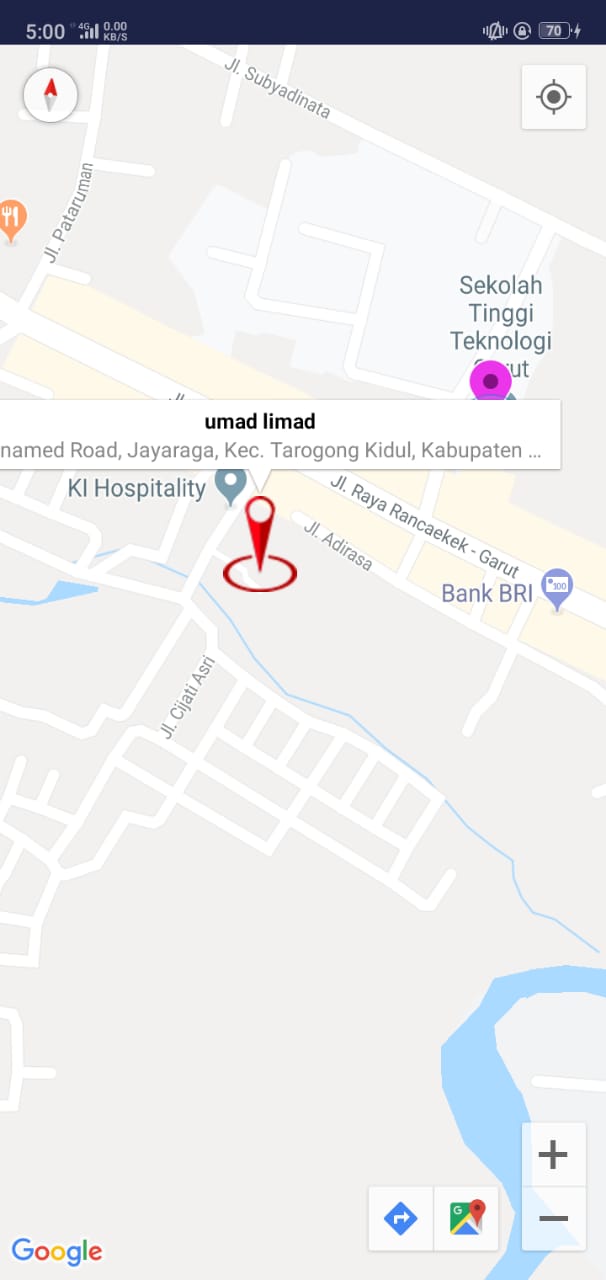 5:00 4G 0.00 KB/S 70
Jl. Subyadinata
Jl. Pataruman
Sekolah
Tinggi
Teknologi
umad limad
named Road, Jayaraga, Kec. Tarogong Kidul, Kabupaten ...
KI Hospitality
Jl. Raya Rancaekek - Garut
Jl. Adirasa
100
Bank BRI
Jl. Cijati Asri
+
G
−
Google